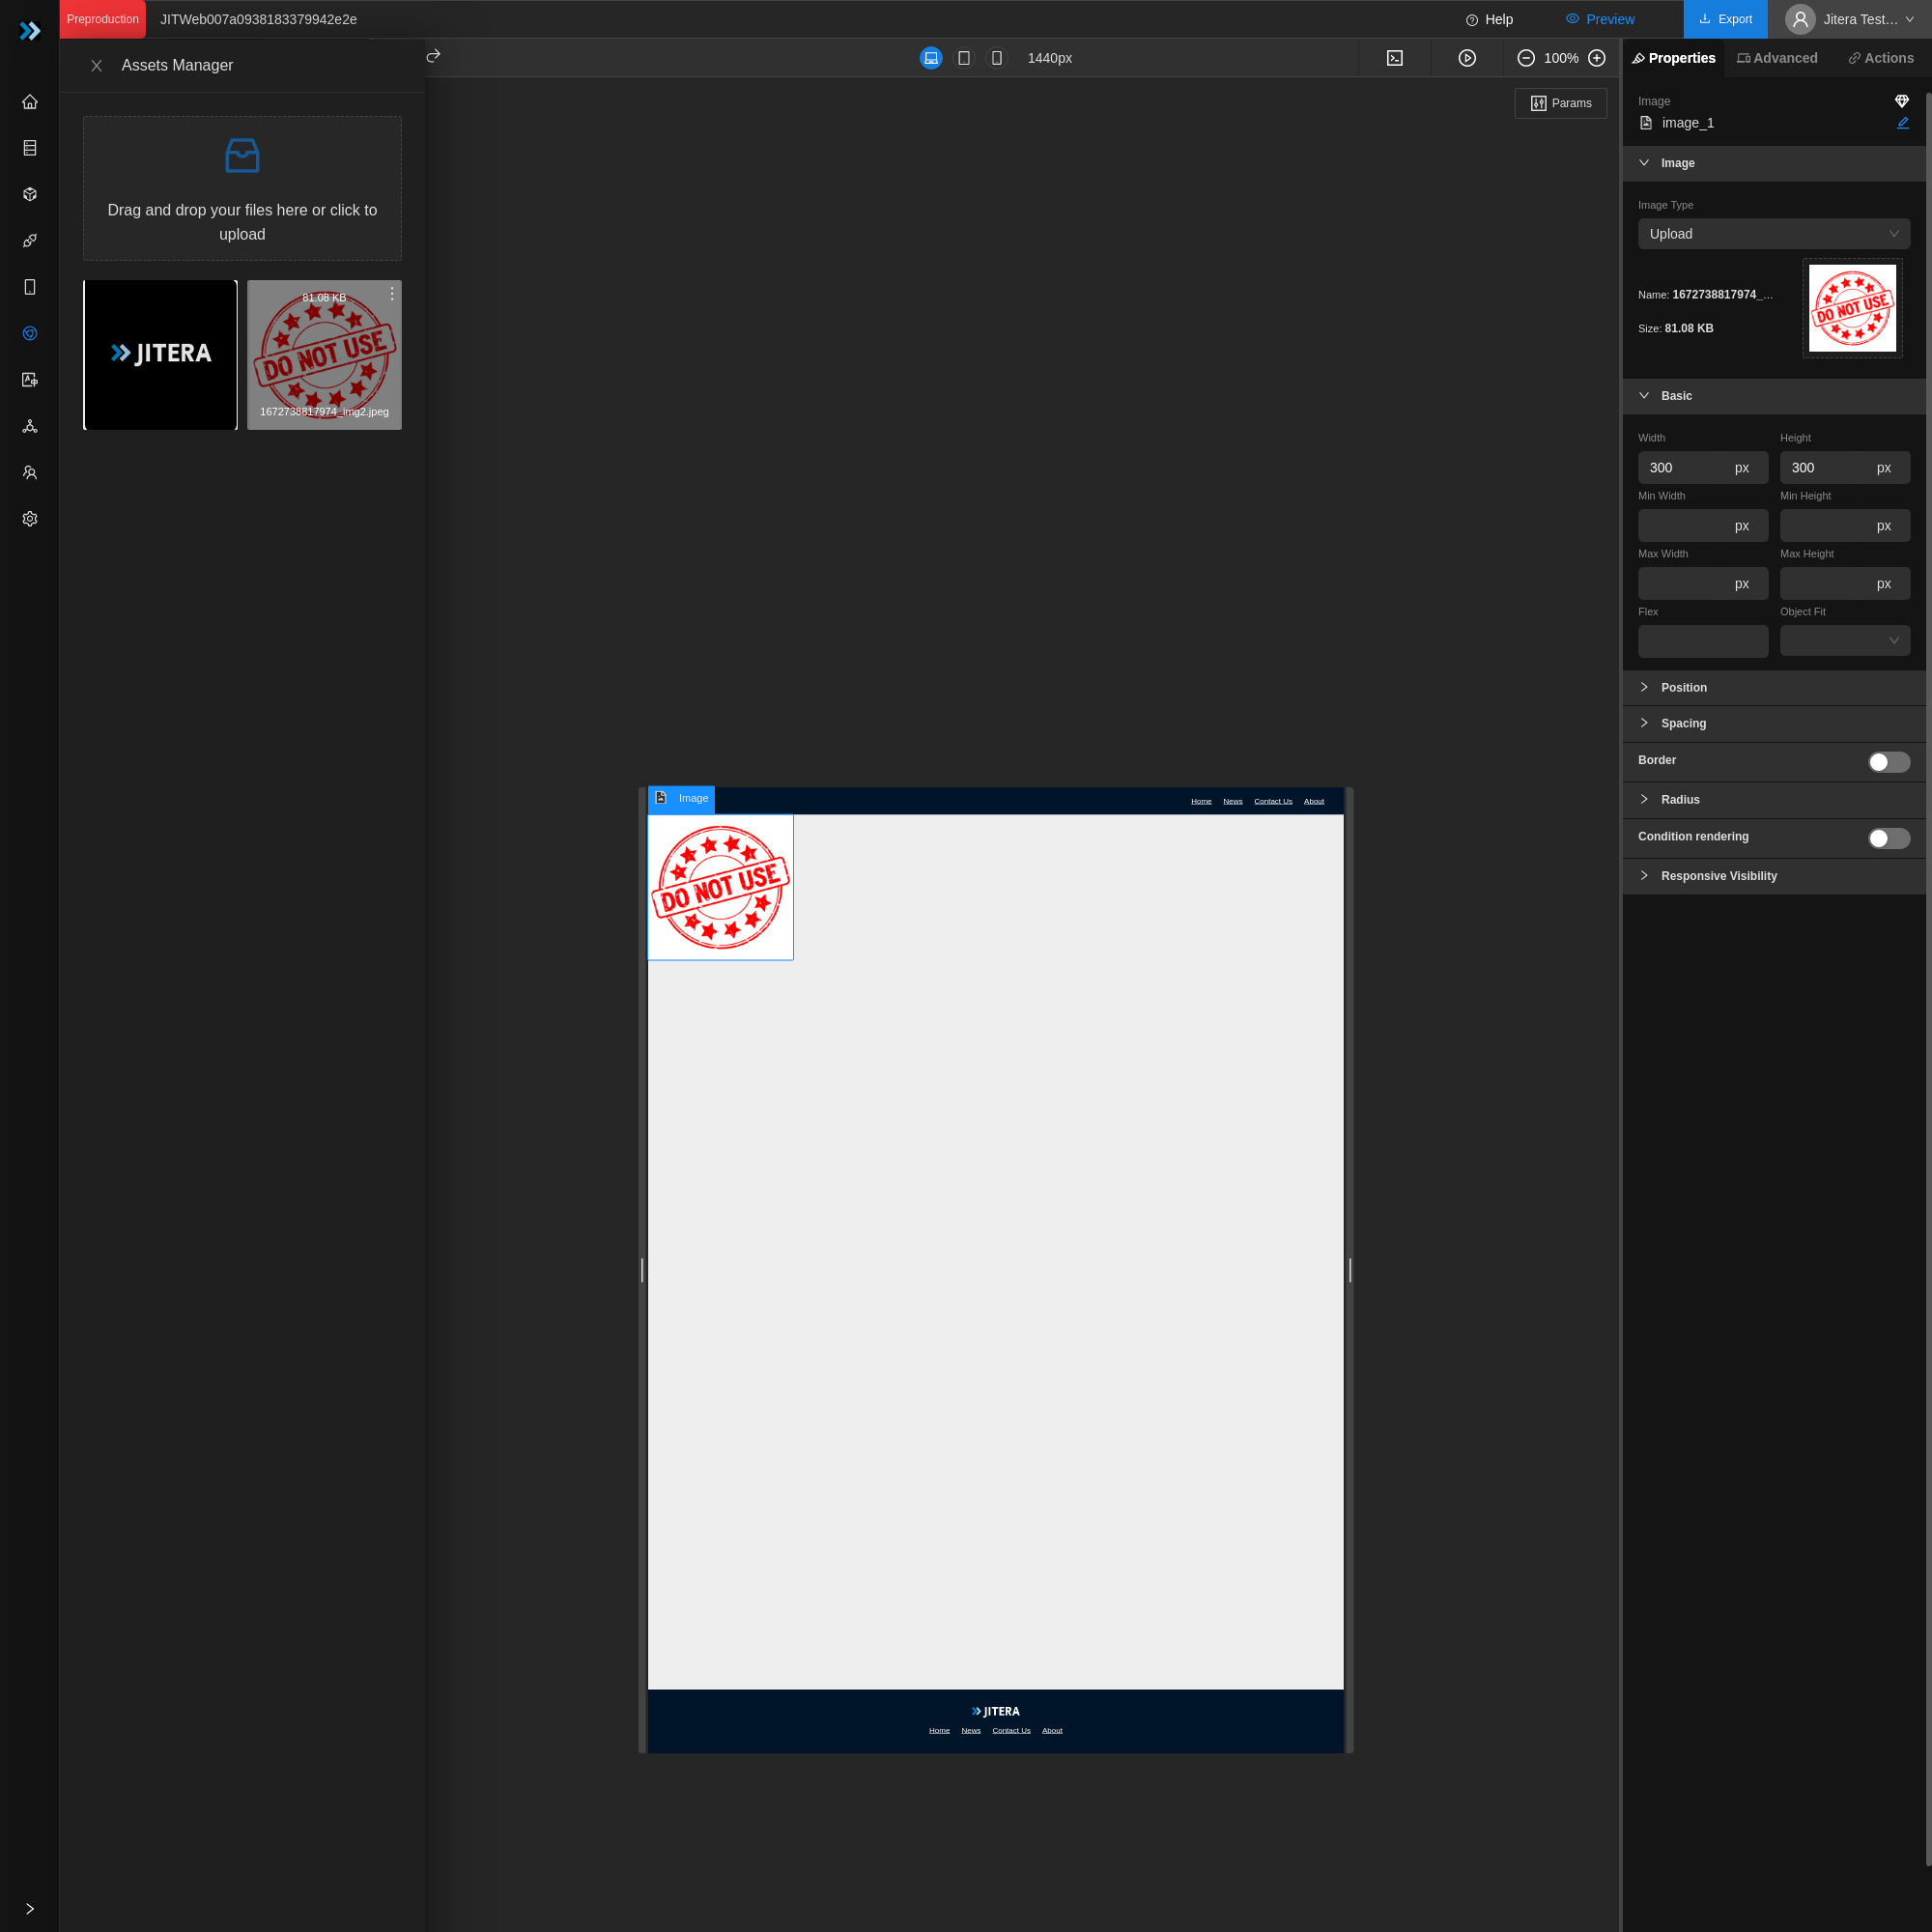 Preproduction
JITWeb007a0938183379942e2e
Help
Preview
Export
Jitera Test...
Assets Manager
1440px
100%
Properties
Advanced
Actions
Params
Drag and drop your files here or click to
upload
JITERA
81.08 KB
DO NOT USE
1672738817974_img2.jpeg
Image
image_1
Image
Image Type
Upload
Name: 1672738817974_...
Size: 81.08 KB
DO NOT USE
Basic
Width
Height
300 px
300 px
Min Width
Min Height
px
px
Max Width
Max Height
px
px
Flex
Object Fit
Position
Spacing
Border
Radius
Condition rendering
Responsive Visibility
Image
Home
News
Contact Us
About
DO NOT USE
JITERA
Home
News
Contact Us
About